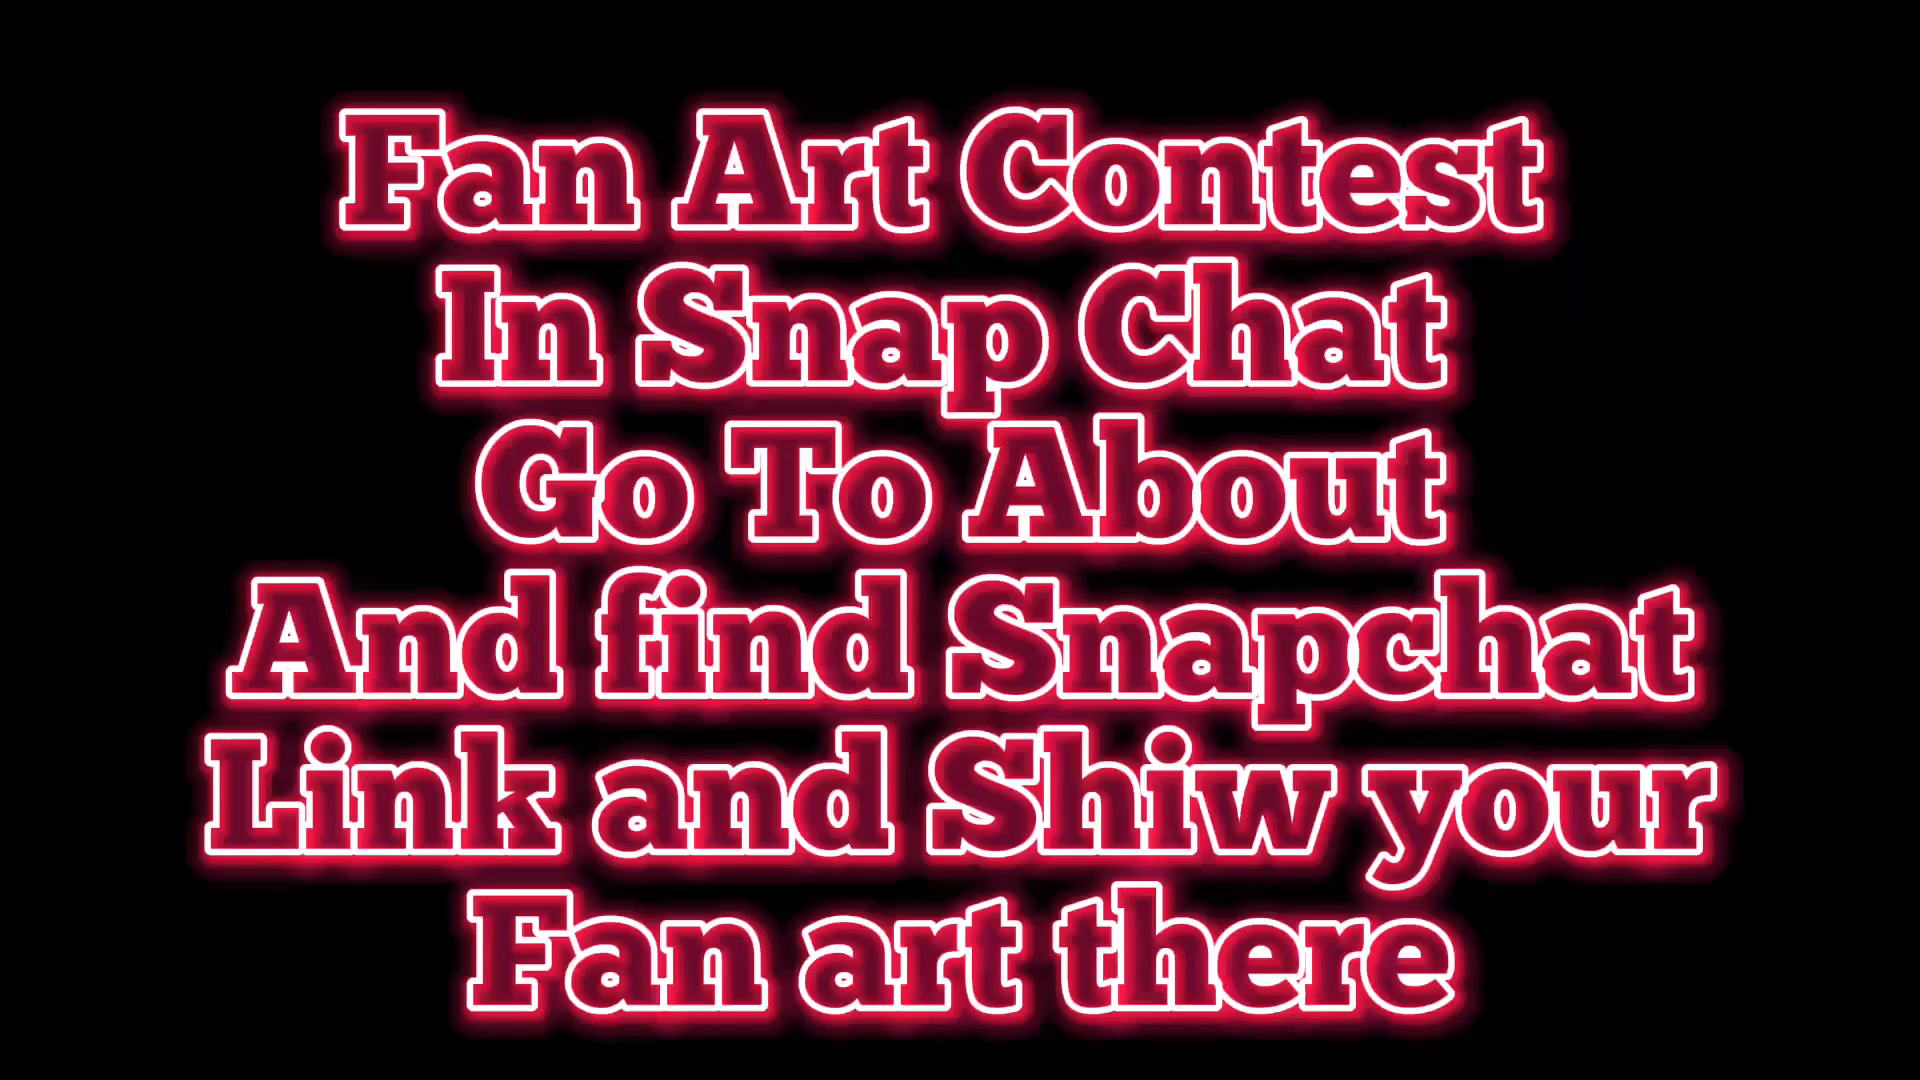 Fan Art Contest
In Snap Chat
Go To About
And find Snapchat
Link and Shiw your
Fan art there